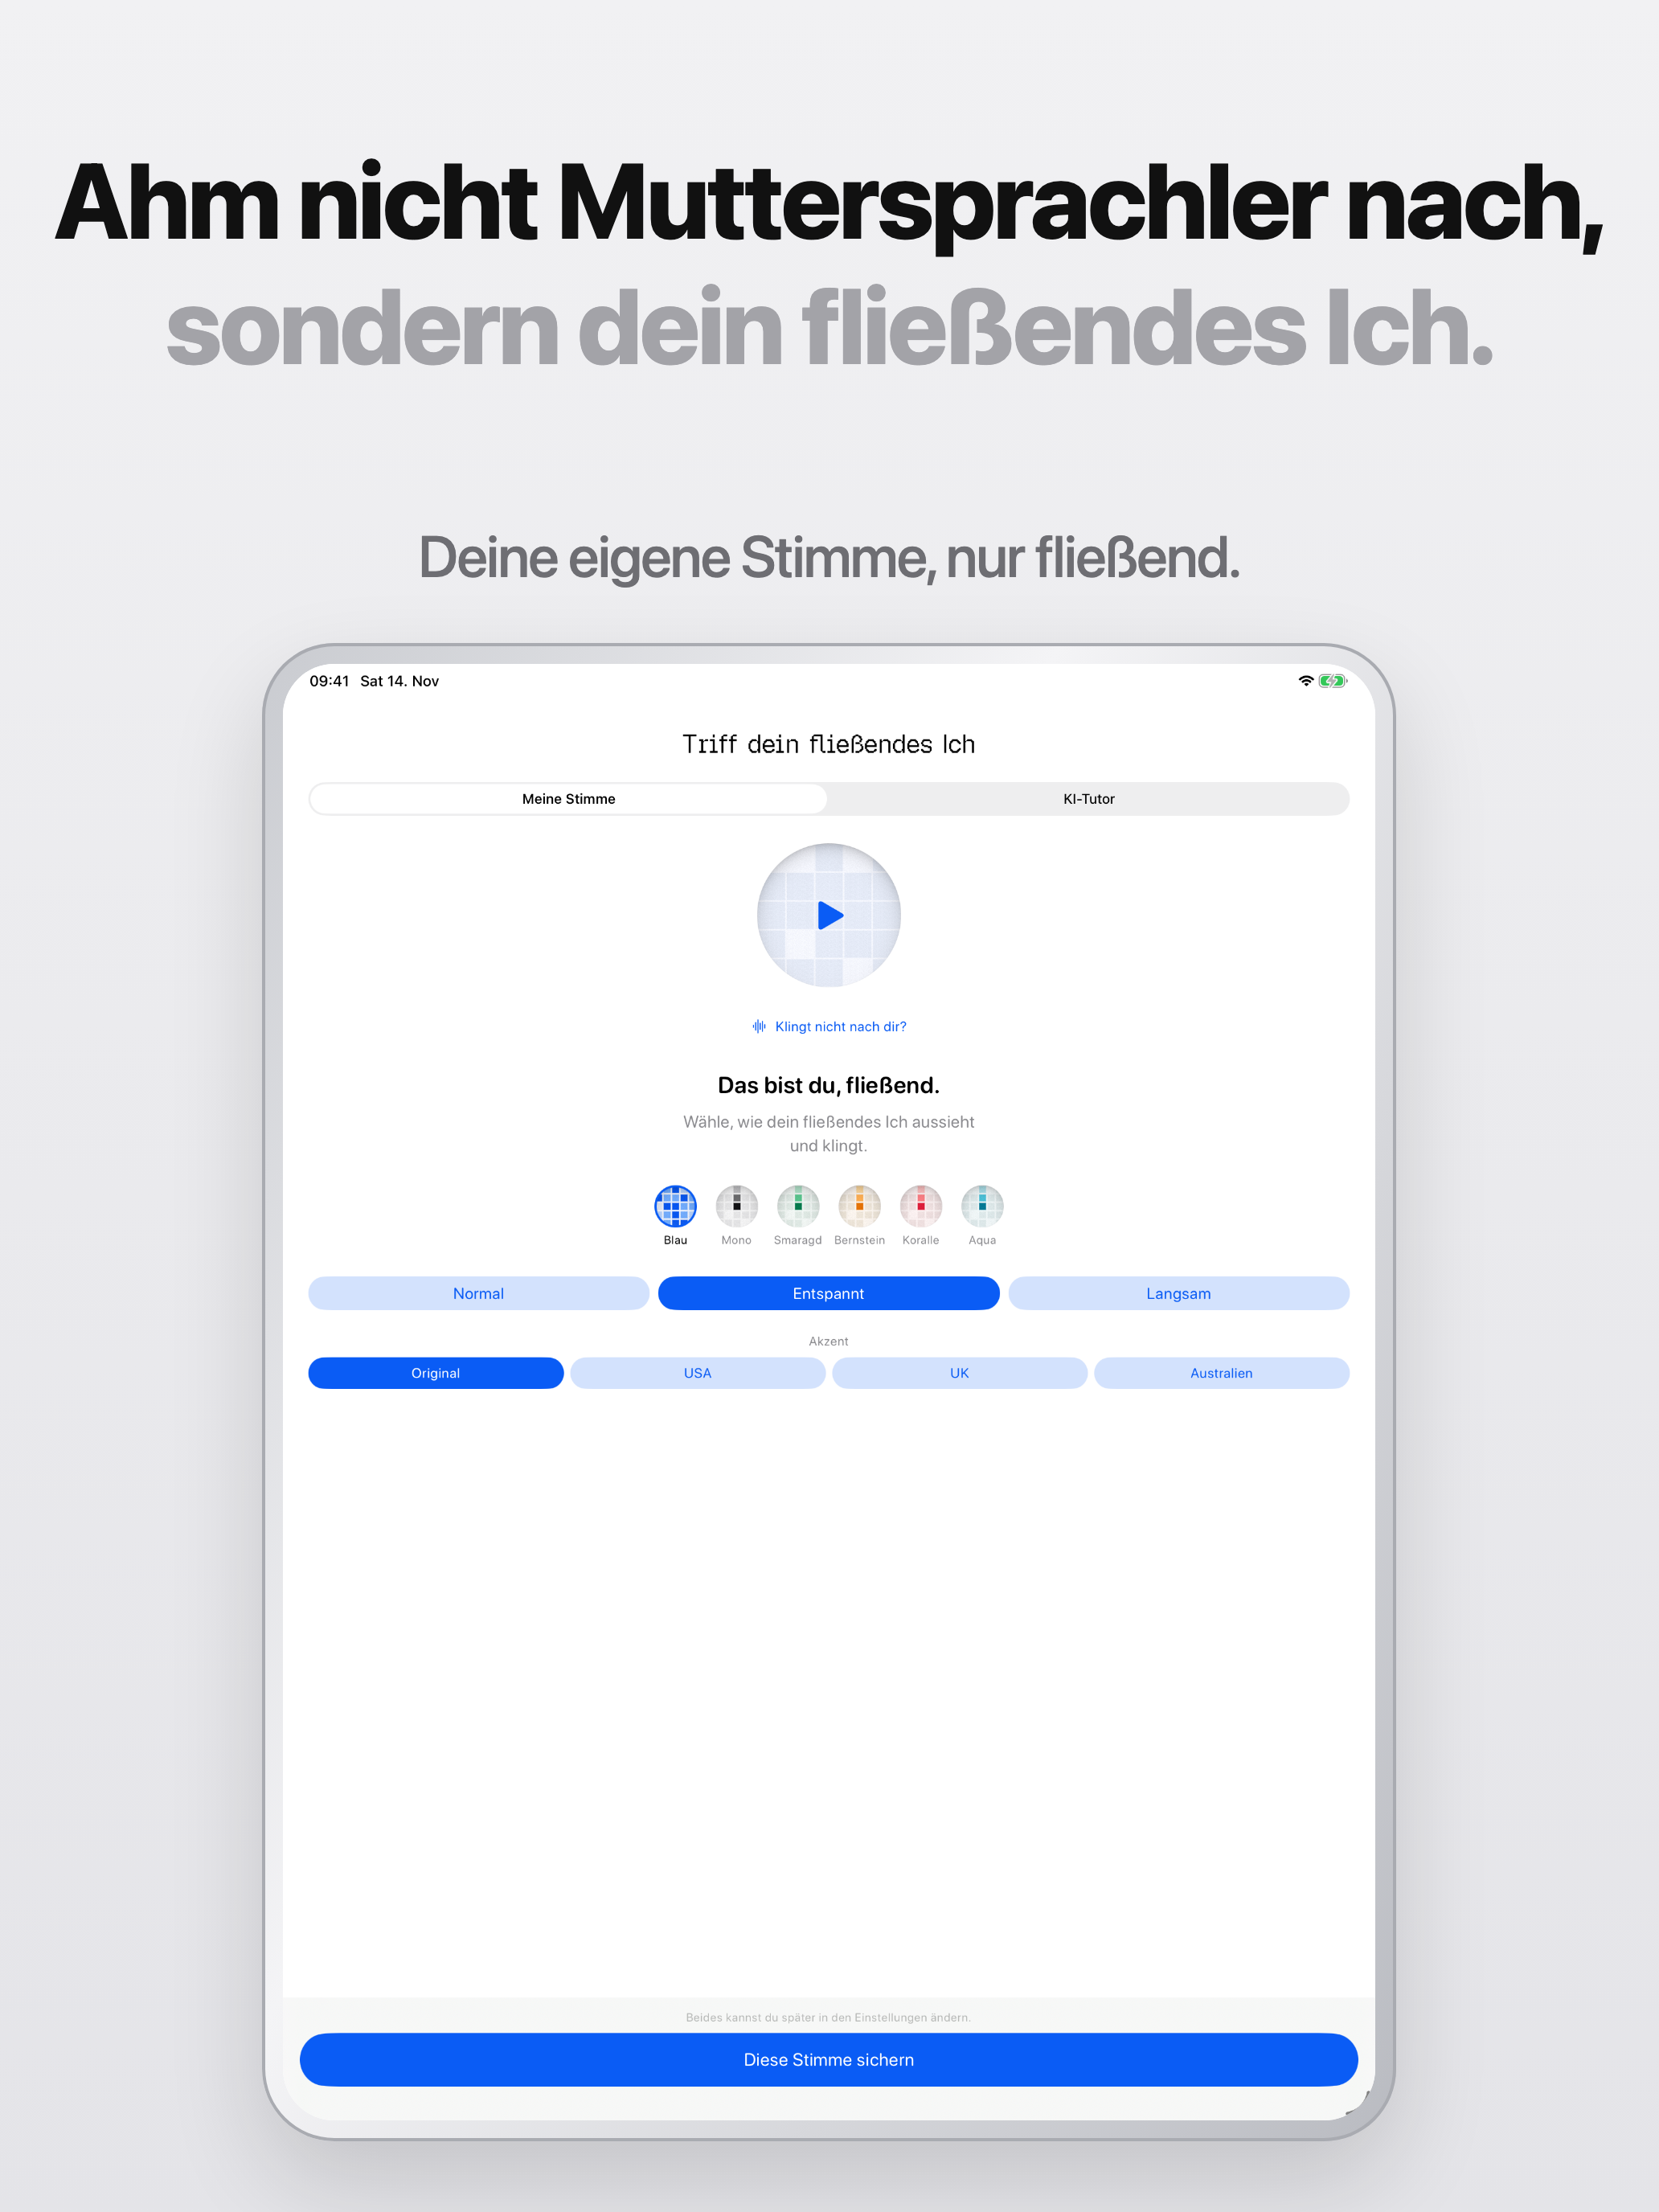 Ahm nicht Muttersprachler nach,
sondern dein fließendes Ich.
Deine eigene Stimme, nur fließend.
09:41 Sat 14. Nov
Triff dein fließendes Ich
Meine Stimme
KI-Tutor
Klingt nicht nach dir?
Das bist du, fließend.
Wähle, wie dein fließendes Ich aussieht
und klingt.
Blau Mono Smaragd Bernstein Koralle Aqua
Normal Entspannt Langsam
Akzent
Original USA UK Australien
Beides kannst du später in den Einstellungen ändern.
Diese Stimme sichern